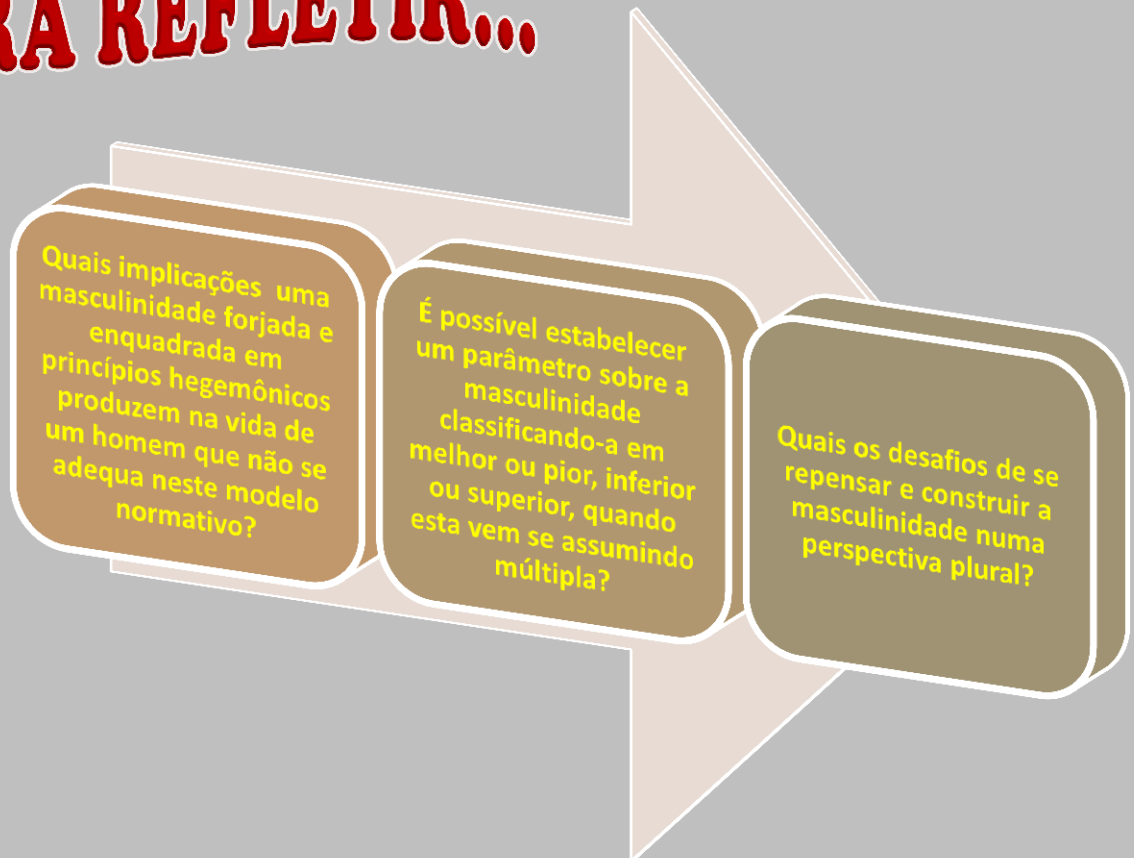 RA REFLETIR...
Quais implicações uma
masculinidade forjada e
enquadrada em
princípios hegemônicos
produzem na vida de
um homem que não se
adequa neste modelo
normativo?
É possível estabelecer
um parâmetro sobre a
masculinidade
classificando-a em
melhor ou pior, inferior
ou superior, quando
esta vem se assumindo
múltipla?
Quais os desafios de se
repensar e construir a
masculinidade numa
perspectiva plural?